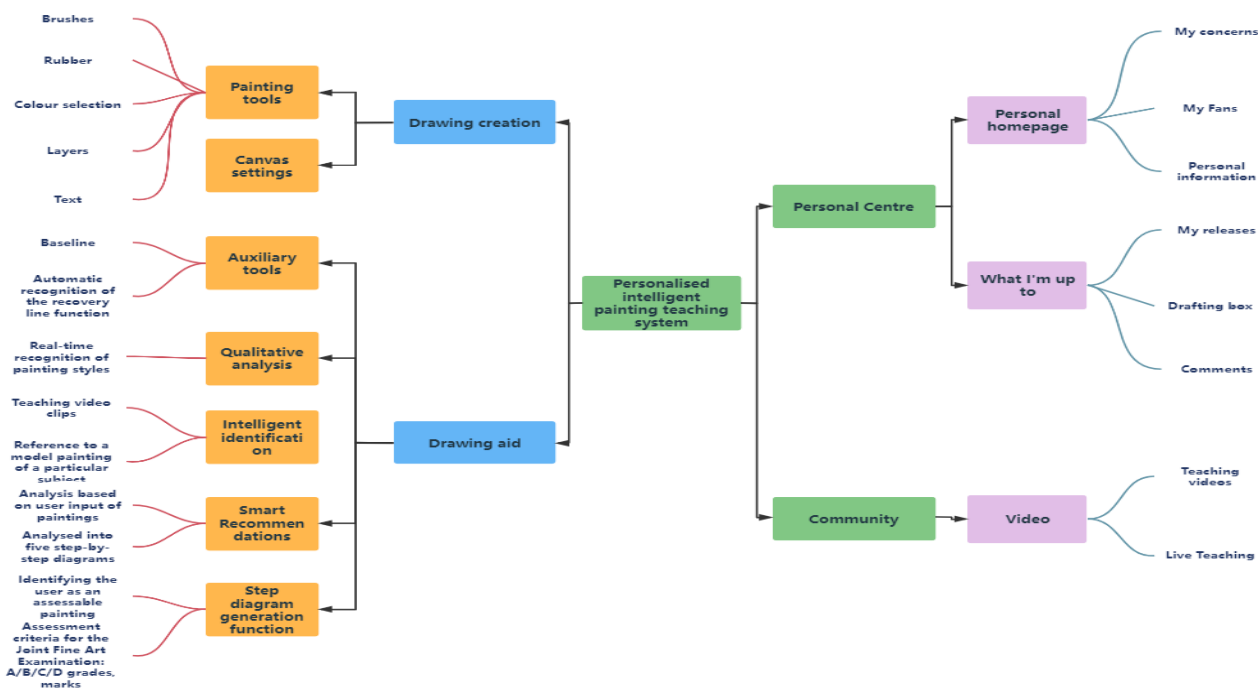 Brushes
Rubber
Colour selection
Layers
Text
Painting
tools
Canvas
settings
Drawing creation
Baseline
Automatic
recognition of
the recovery
line function
Auxiliary
tools
Real-time
recognition of
painting styles
Qualitative
analysis
Teaching video
clips
Reference to a
model painting
of a particular
subject
Intelligent
identificati
on
Drawing aid
Analysis based
on user input of
paintings
Analysed into
five step-by-
step diagrams
Smart
Recommen
dations
Identifying the
user as an
assessable
painting
Assessment
criteria for the
Joint Fine Art
Examination:
A/B/C/D grades,
marks
Step
diagram
generation
function
Personalised
intelligent
painting teaching
system
Personal Centre
Personal
homepage
My concerns
My Fans
Personal
information
What I'm up
to
My releases
Drafting box
Comments
Community
Video
Teaching
videos
Live Teaching